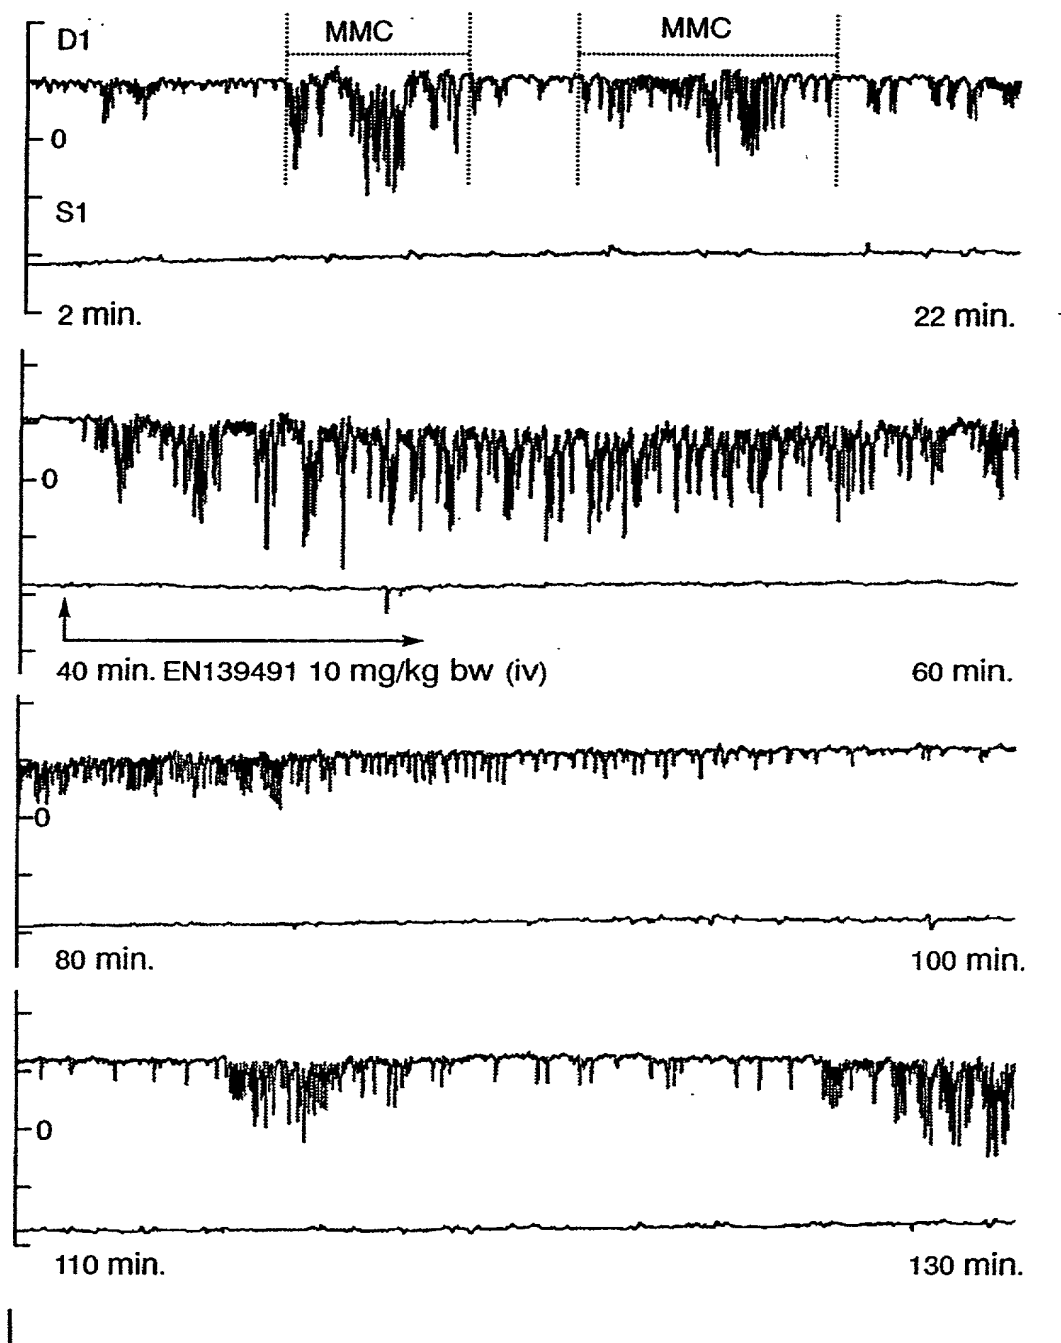 MMC MMC
D1
0
S1
2 min. 22 min.
0
40 min. EN139491 10 mg/kg bw (iv) 60 min.
0
80 min. 100 min.
0
110 min. 130 min.